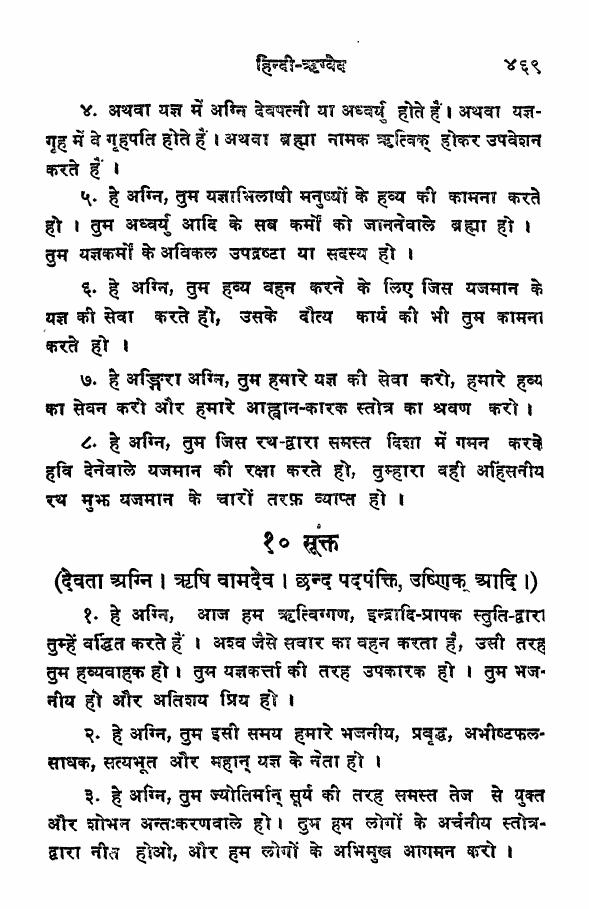 हिन्दी-ऋग्वेद ४६९
४. अथवा यज्ञ में अग्नि देवपत्नी या अध्वर्यु होते हैं। अथवा यज्ञ-
गृह में वे गृहपति होते हैं। अथवा ब्रह्मा नामक ऋत्विक् होकर उपवेशन
करते हैं ।
५. हे अग्नि, तुम यज्ञाभिलाषी मनुष्यों के हव्य की कामना करते
हो । तुम अध्वर्यु आदि के सब कर्मों को जाननेवाले ब्रह्मा हो ।
तुम यज्ञकर्मों के अविकल उपद्रष्टा या सदस्य हो ।
६. हे अग्नि, तुम हव्य वहन करने के लिए जिस यजमान के
यज्ञ की सेवा करते हो, उसके दौत्य कार्य की भी तुम कामना
करते हो ।
७. हे अङ्गिरा अग्नि, तुम हमारे यज्ञ की सेवा करो, हमारे हव्य
का सेवन करो और हमारे आह्वान-कारक स्तोत्र का श्रवण करो ।
८. हे अग्नि, तुम जिस रथ-द्वारा समस्त दिशा में गमन करके
हवि देनेवाले यजमान की रक्षा करते हो, तुम्हारा वही अहिंसनीय
रथ मुझ यजमान के चारों तरफ़ व्याप्त हो ।
१० सूक्त
(देवता अग्नि । ऋषि वामदेव । छन्द पदपंक्ति, उष्णिक् आदि ।)
१. हे अग्नि, आज हम ऋत्विग्गण, इन्द्रादि-प्रापक स्तुति-द्वारा
तुम्हें वर्द्धित करते हैं । अश्व जैसे सवार का वहन करता है, उसी तरह
तुम हव्यवाहक हो । तुम यज्ञकर्त्ता की तरह उपकारक हो । तुम भज-
नीय हो और अतिशय प्रिय हो ।
२. हे अग्नि, तुम इसी समय हमारे भजनीय, प्रवृद्ध, अभीष्टफल-
साधक, सत्यभूत और महान् यज्ञ के नेता हो ।
३. हे अग्नि, तुम ज्योतिर्मान् सूर्य की तरह समस्त तेज से युक्त
और शोभन अन्तःकरणवाले हो । तुम हम लोगों के अर्चनीय स्तोत्र-
द्वारा नीत होओ, और हम लोगों के अभिमुख आगमन करो ।